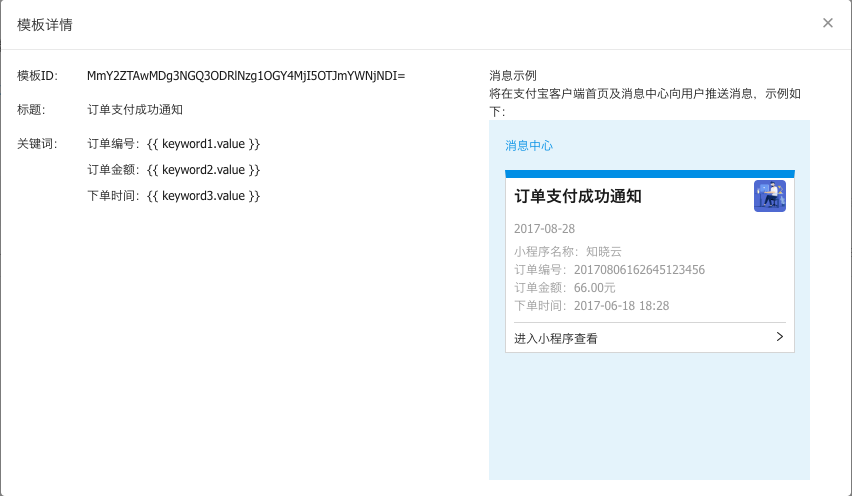 模板详情
模板ID: MmY2ZTAwMDg3NGQ3ODRlNzg1OGY4MjI5OTJmYWNjNDI=
标题: 订单支付成功通知
关键词: 订单编号: {{ keyword1.value }}
订单金额: {{ keyword2.value }}
下单时间: {{ keyword3.value }}
消息示例
将在支付宝客户端首页及消息中心向用户推送消息，示例如
下:
消息中心
订单支付成功通知
2017-08-28
小程序名称: 知晓云
订单编号: 20170806162645123456
订单金额: 66.00元
下单时间: 2017-06-18 18:28
进入小程序查看